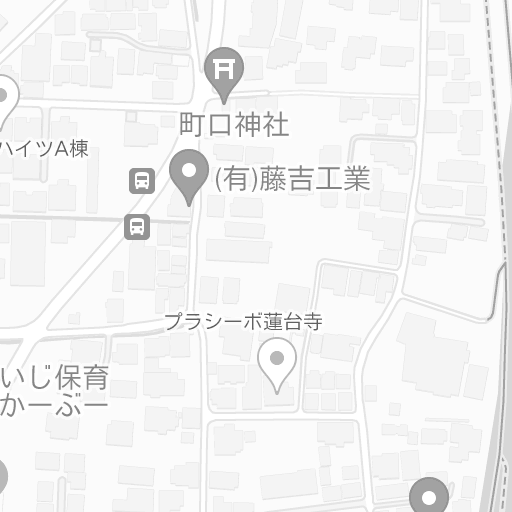 町口神社
ハイツA棟
(有)藤吉工業
プラシーボ蓮台寺
いじ保育
かーぶー